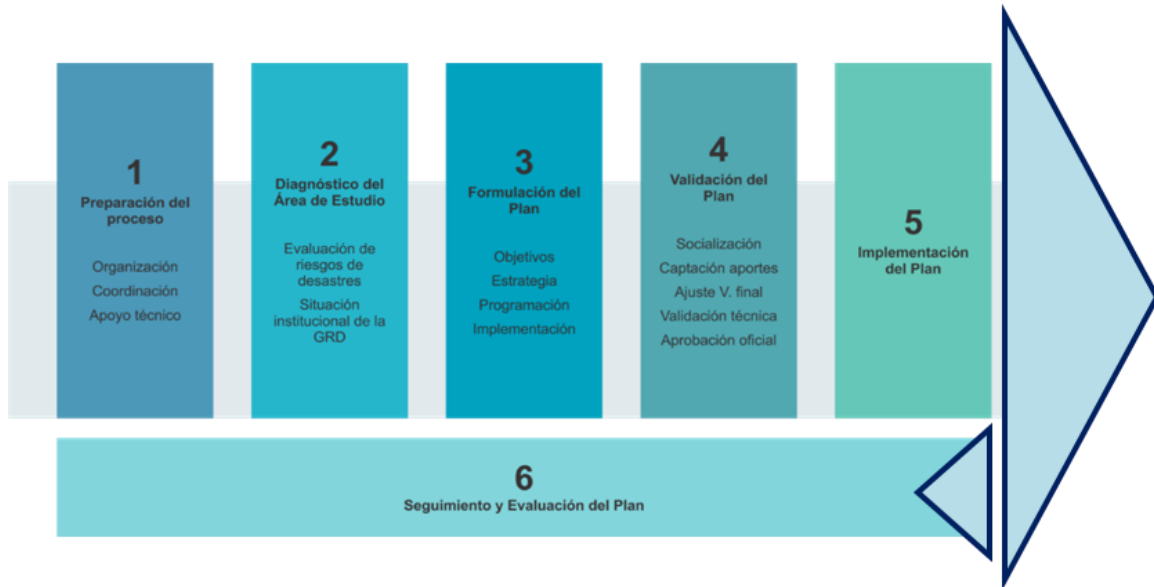 1
Preparación del
proceso
Organización
Coordinación
Apoyo técnico
2
Diagnóstico del
Área de Estudio
Evaluación de
riesgos de
desastres
Situación
institucional de la
GRD
3
Formulación del
Plan
Objetivos
Estrategia
Programación
Implementación
4
Validación del
Plan
Socialización
Captación aportes
Ajuste V. final
Validación técnica
Aprobación oficial
5
Implementación
del Plan
6
Seguimiento y Evaluación del Plan